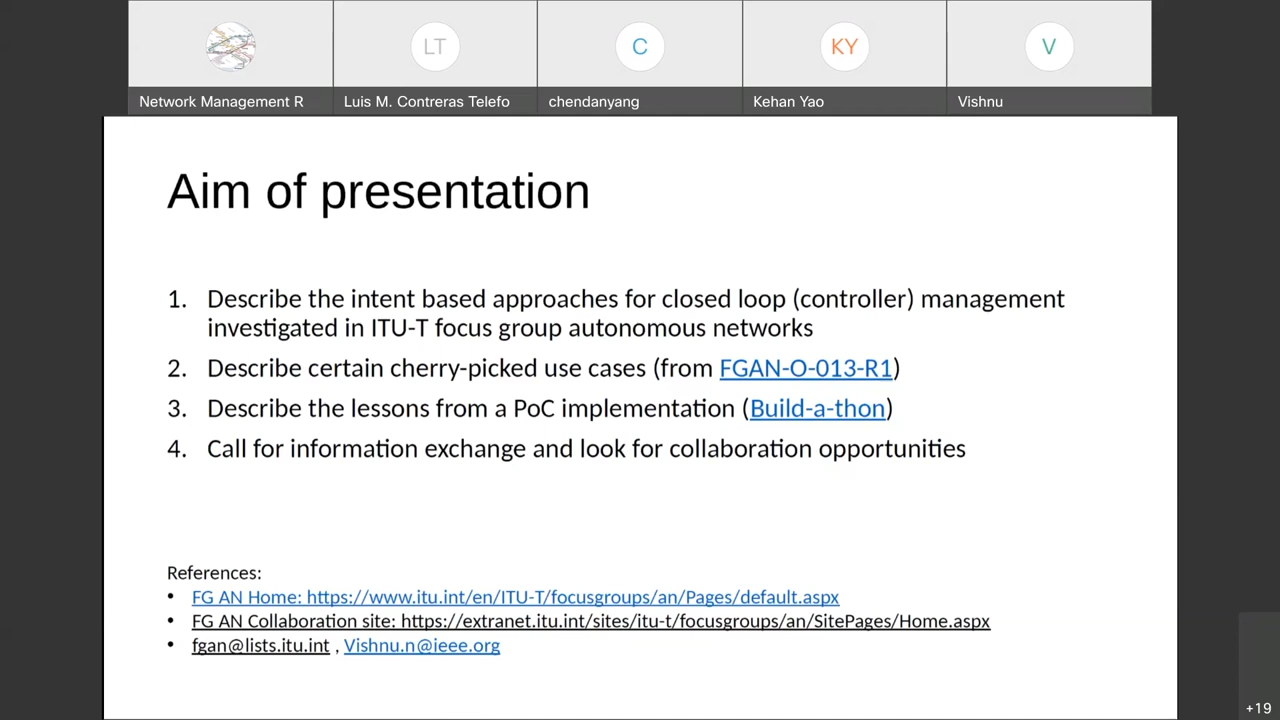 LT
C
KY
V
Network Management R
Luis M. Contreras Telefo
chendanyang
Kehan Yao
Vishnu
Aim of presentation
1. Describe the intent based approaches for closed loop (controller) management
investigated in ITU-T focus group autonomous networks
2. Describe certain cherry-picked use cases (from FGAN-O-013-R1)
3. Describe the lessons from a PoC implementation (Build-a-thon)
4. Call for information exchange and look for collaboration opportunities
References:
• FG AN Home: https://www.itu.int/en/ITU-T/focusgroups/an/Pages/default.aspx
• FG AN Collaboration site: https://extranet.itu.int/sites/itu-t/focusgroups/an/SitePages/Home.aspx
• fgan@lists.itu.int , Vishnu.n@ieee.org
+19